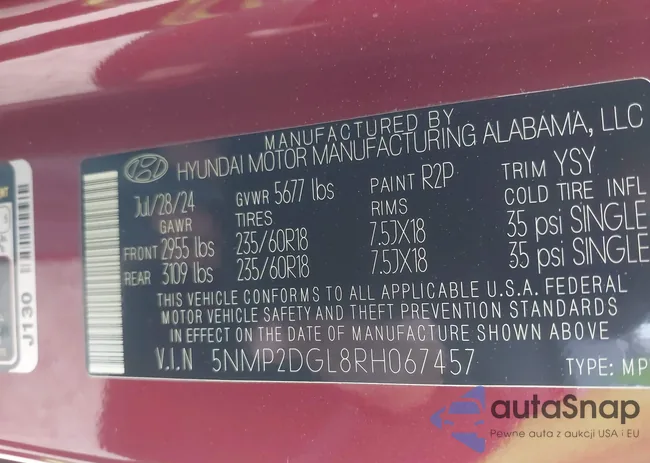 MANUFACTURED BY
HYUNDAI MOTOR MANUFACTURING ALABAMA, LLC
Jul/28/24 GVWR 5677 lbs PAINT R2P TRIM YSY
GAWR TIRES RIMS COLD TIRE INFL
FRONT 2955 lbs 235/60R18 7.5JX18 35 psi SINGLE
REAR 3109 lbs 235/60R18 7.5JX18 35 psi SINGLE
THIS VEHICLE CONFORMS TO ALL APPLICABLE U.S.A. FEDERAL
MOTOR VEHICLE SAFETY AND THEFT PREVENTION STANDARDS
IN EFFECT ON THE DATE OF MANUFACTURE SHOWN ABOVE
V.I.N 5NMP2DGL8RH067457 TYPE: MP
J130
autaSnap
Pewne auta z aukcji USA i EU